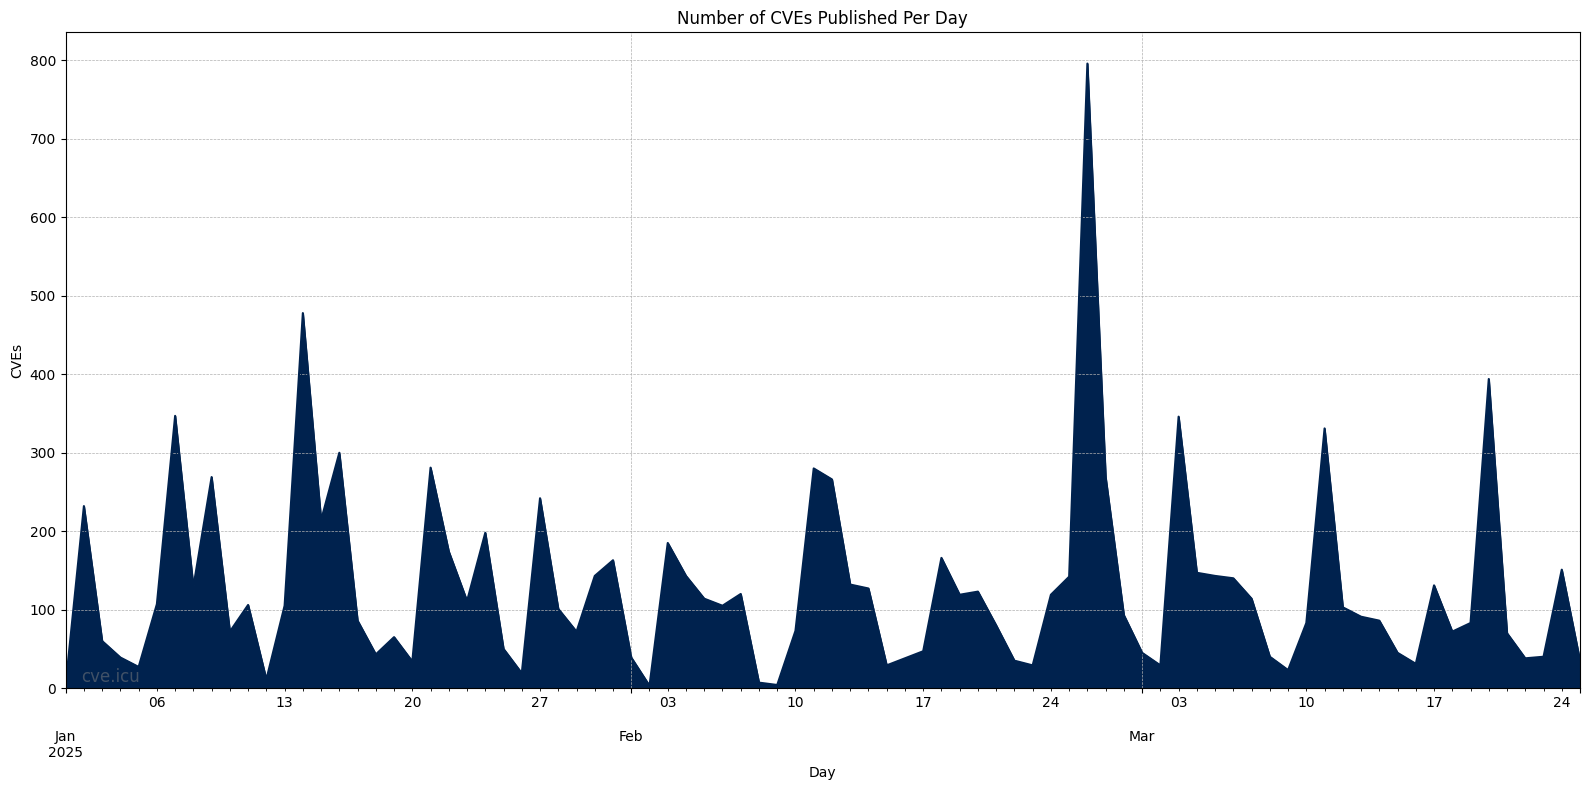 Number of CVEs Published Per Day
CVEs
800
700
600
500
400
300
200
100
0
cve.icu
06 13 20 27 03 10 17 24 03 10 17 24
Jan Feb Mar
2025
Day